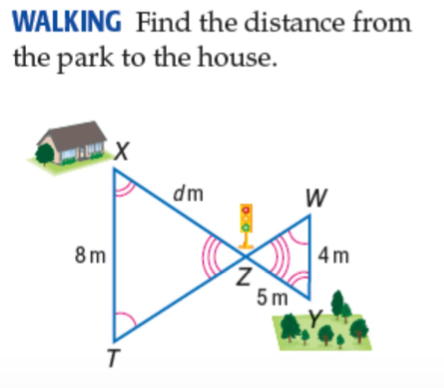 WALKING Find the distance from
the park to the house.
X
d m
W
8 m
4 m
Z
5 m
Y
T